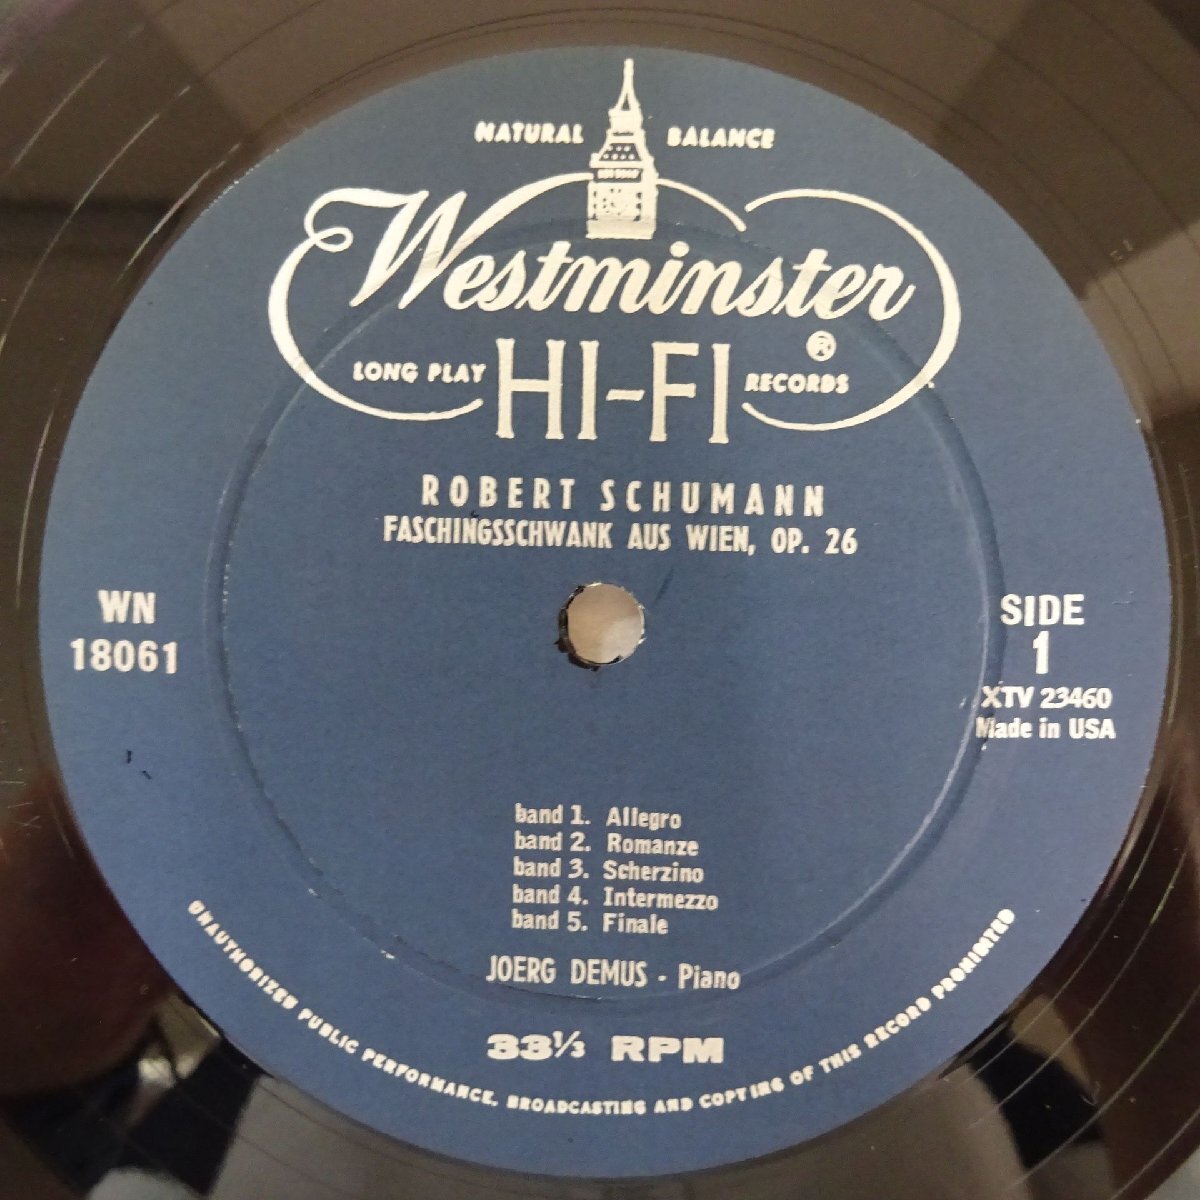 NATURAL BALANCE
Westminster
LONG PLAY HI-FI RECORDS ®
ROBERT SCHUMANN
FASCHINGSSCHWANK AUS WIEN, OP. 26
WN
18061
SIDE
1
XTV 23460
Made in USA
band 1. Allegro
band 2. Romanze
band 3. Scherzino
band 4. Intermezzo
band 5. Finale
JOERG DEMUS - Piano
33⅓ RPM
UNAUTHORIZED PUBLIC PERFORMANCE, BROADCASTING AND COPYING OF THIS RECORD PROHIBITED